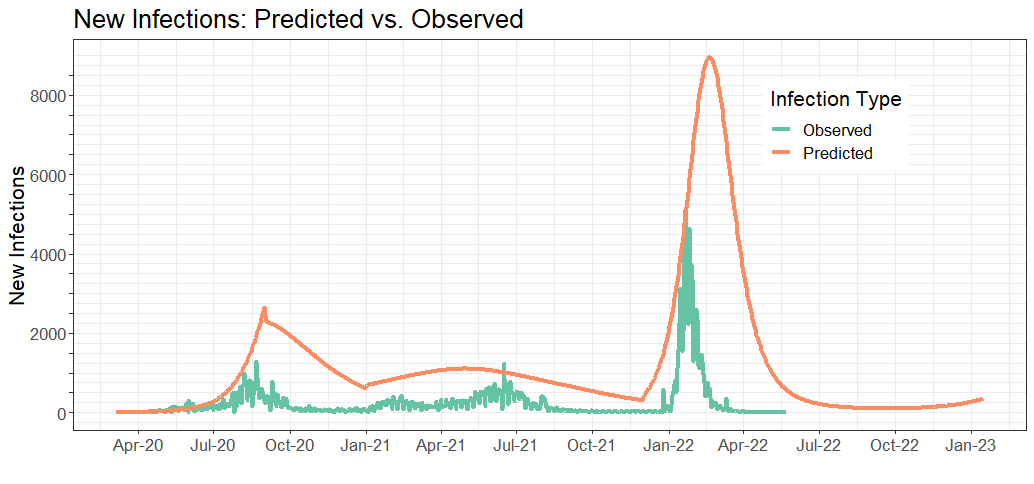 New Infections: Predicted vs. Observed
New Infections
8000
6000
4000
2000
0
Infection Type
Observed
Predicted
Apr-20 Jul-20 Oct-20 Jan-21 Apr-21 Jul-21 Oct-21 Jan-22 Apr-22 Jul-22 Oct-22 Jan-23